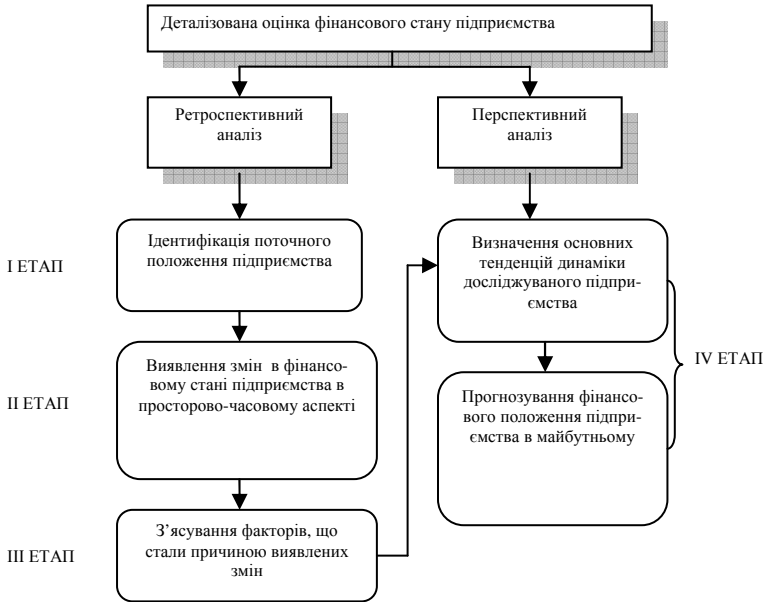 Деталізована оцінка фінансового стану підприємства
Ретроспективний
аналіз
Перспективний
аналіз
І ЕТАП
Ідентифікація поточного
положення підприємства
Визначення основних
тенденцій динаміки
досліджуваного підпри-
ємства
ІІ ЕТАП
Виявлення змін в фінансо-
вому стані підприємства в
просторово-часовому аспекті
Прогнозування фінансо-
вого положення підпри-
ємства в майбутньому
IV ЕТАП
ІІІ ЕТАП
З’ясування факторів, що
стали причиною виявлених
змін